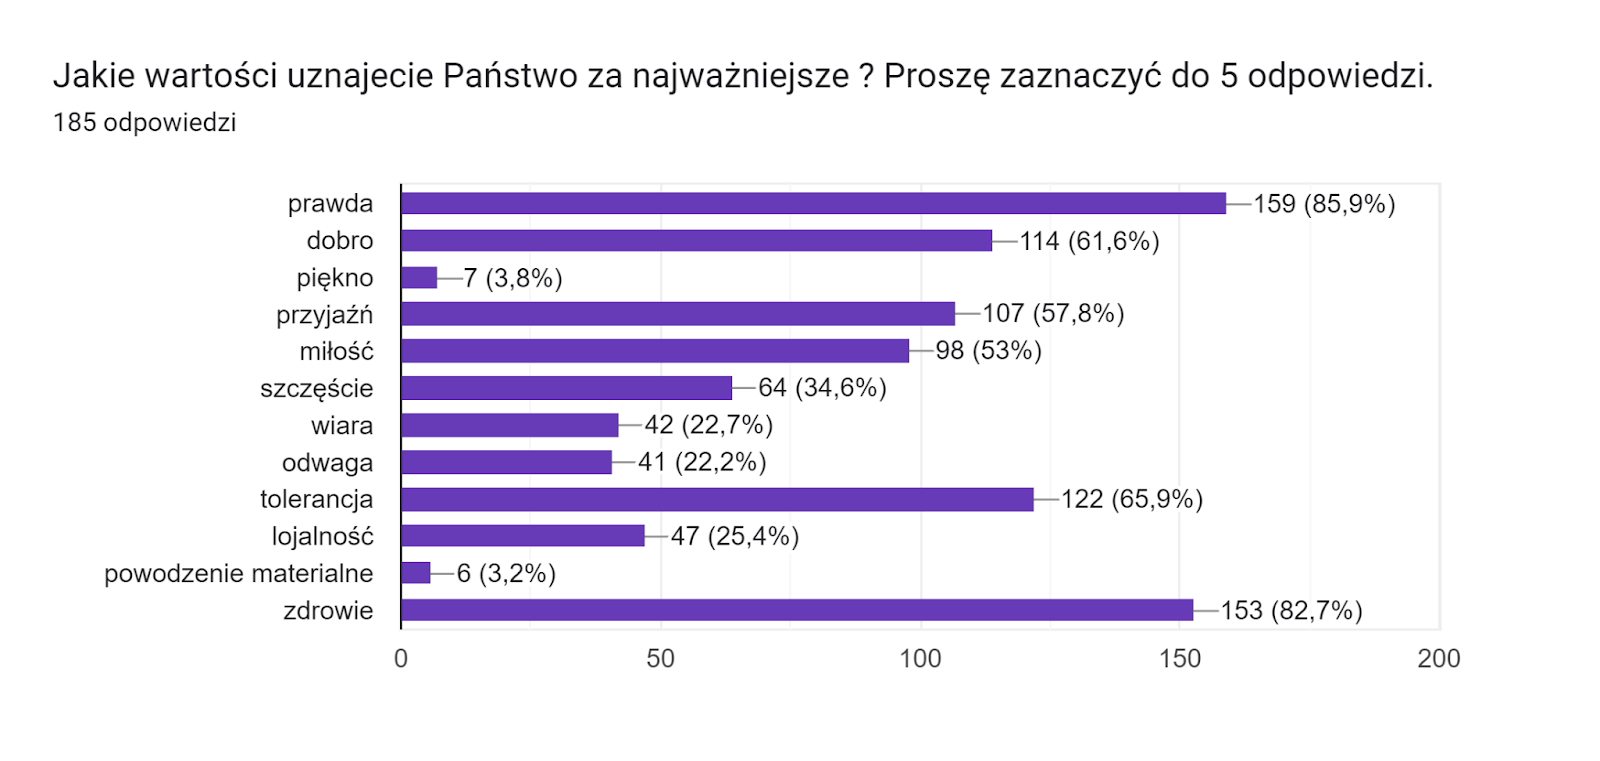 Jakie wartości uznajecie Państwo za najważniejsze ? Proszę zaznaczyć do 5 odpowiedzi.
185 odpowiedzi
prawda 159 (85,9%)
dobro 114 (61,6%)
piękno 7 (3,8%)
przyjaźń 107 (57,8%)
miłość 98 (53%)
szczęście 64 (34,6%)
wiara 42 (22,7%)
odwaga 41 (22,2%)
tolerancja 122 (65,9%)
lojalność 47 (25,4%)
powodzenie materialne 6 (3,2%)
zdrowie 153 (82,7%)
0 50 100 150 200